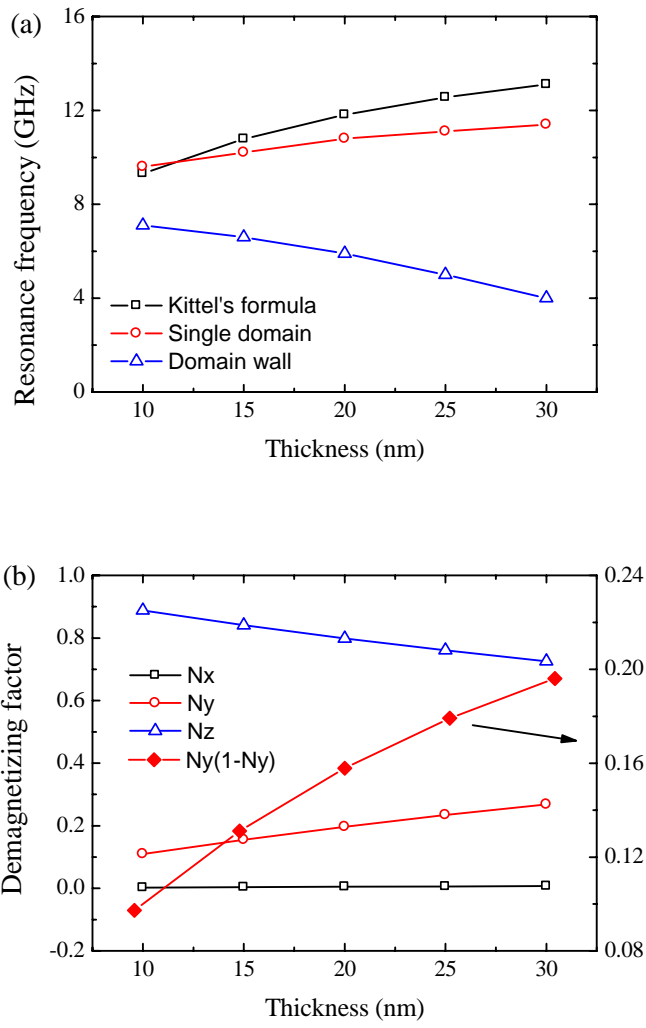 (a)
16
12
8
4
0
Resonance frequency (GHz)
Kittel's formula
Single domain
Domain wall
10 15 20 25 30
Thickness (nm)
(b)
1.0
0.8
0.6
0.4
0.2
0.0
-0.2
Demagnetizing factor
Nx
Ny
Nz
Ny(1-Ny)
0.24
0.20
0.16
0.12
0.08
10 15 20 25 30
Thickness (nm)